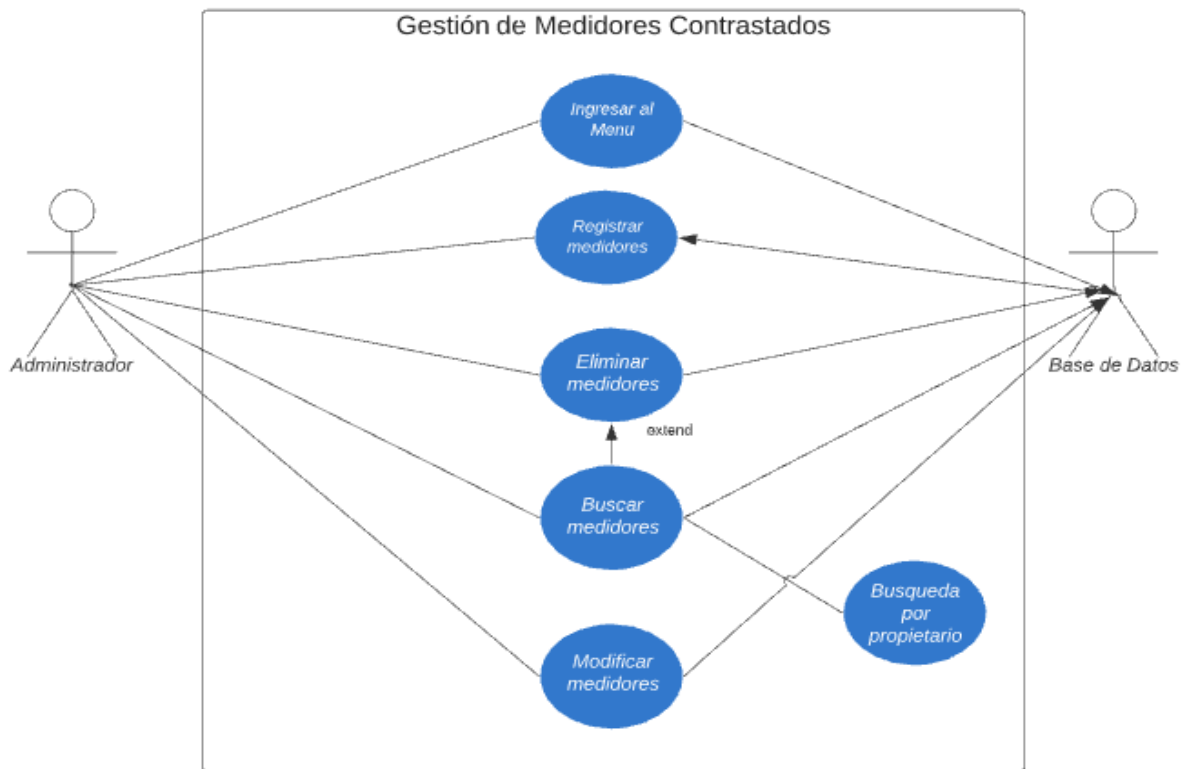 Gestión de Medidores Contrastados
Ingresar al
Menu
Registrar
medidores
Administrador
Base de Datos
Eliminar
medidores
extend
Buscar
medidores
Busqueda
por
propietario
Modificar
medidores